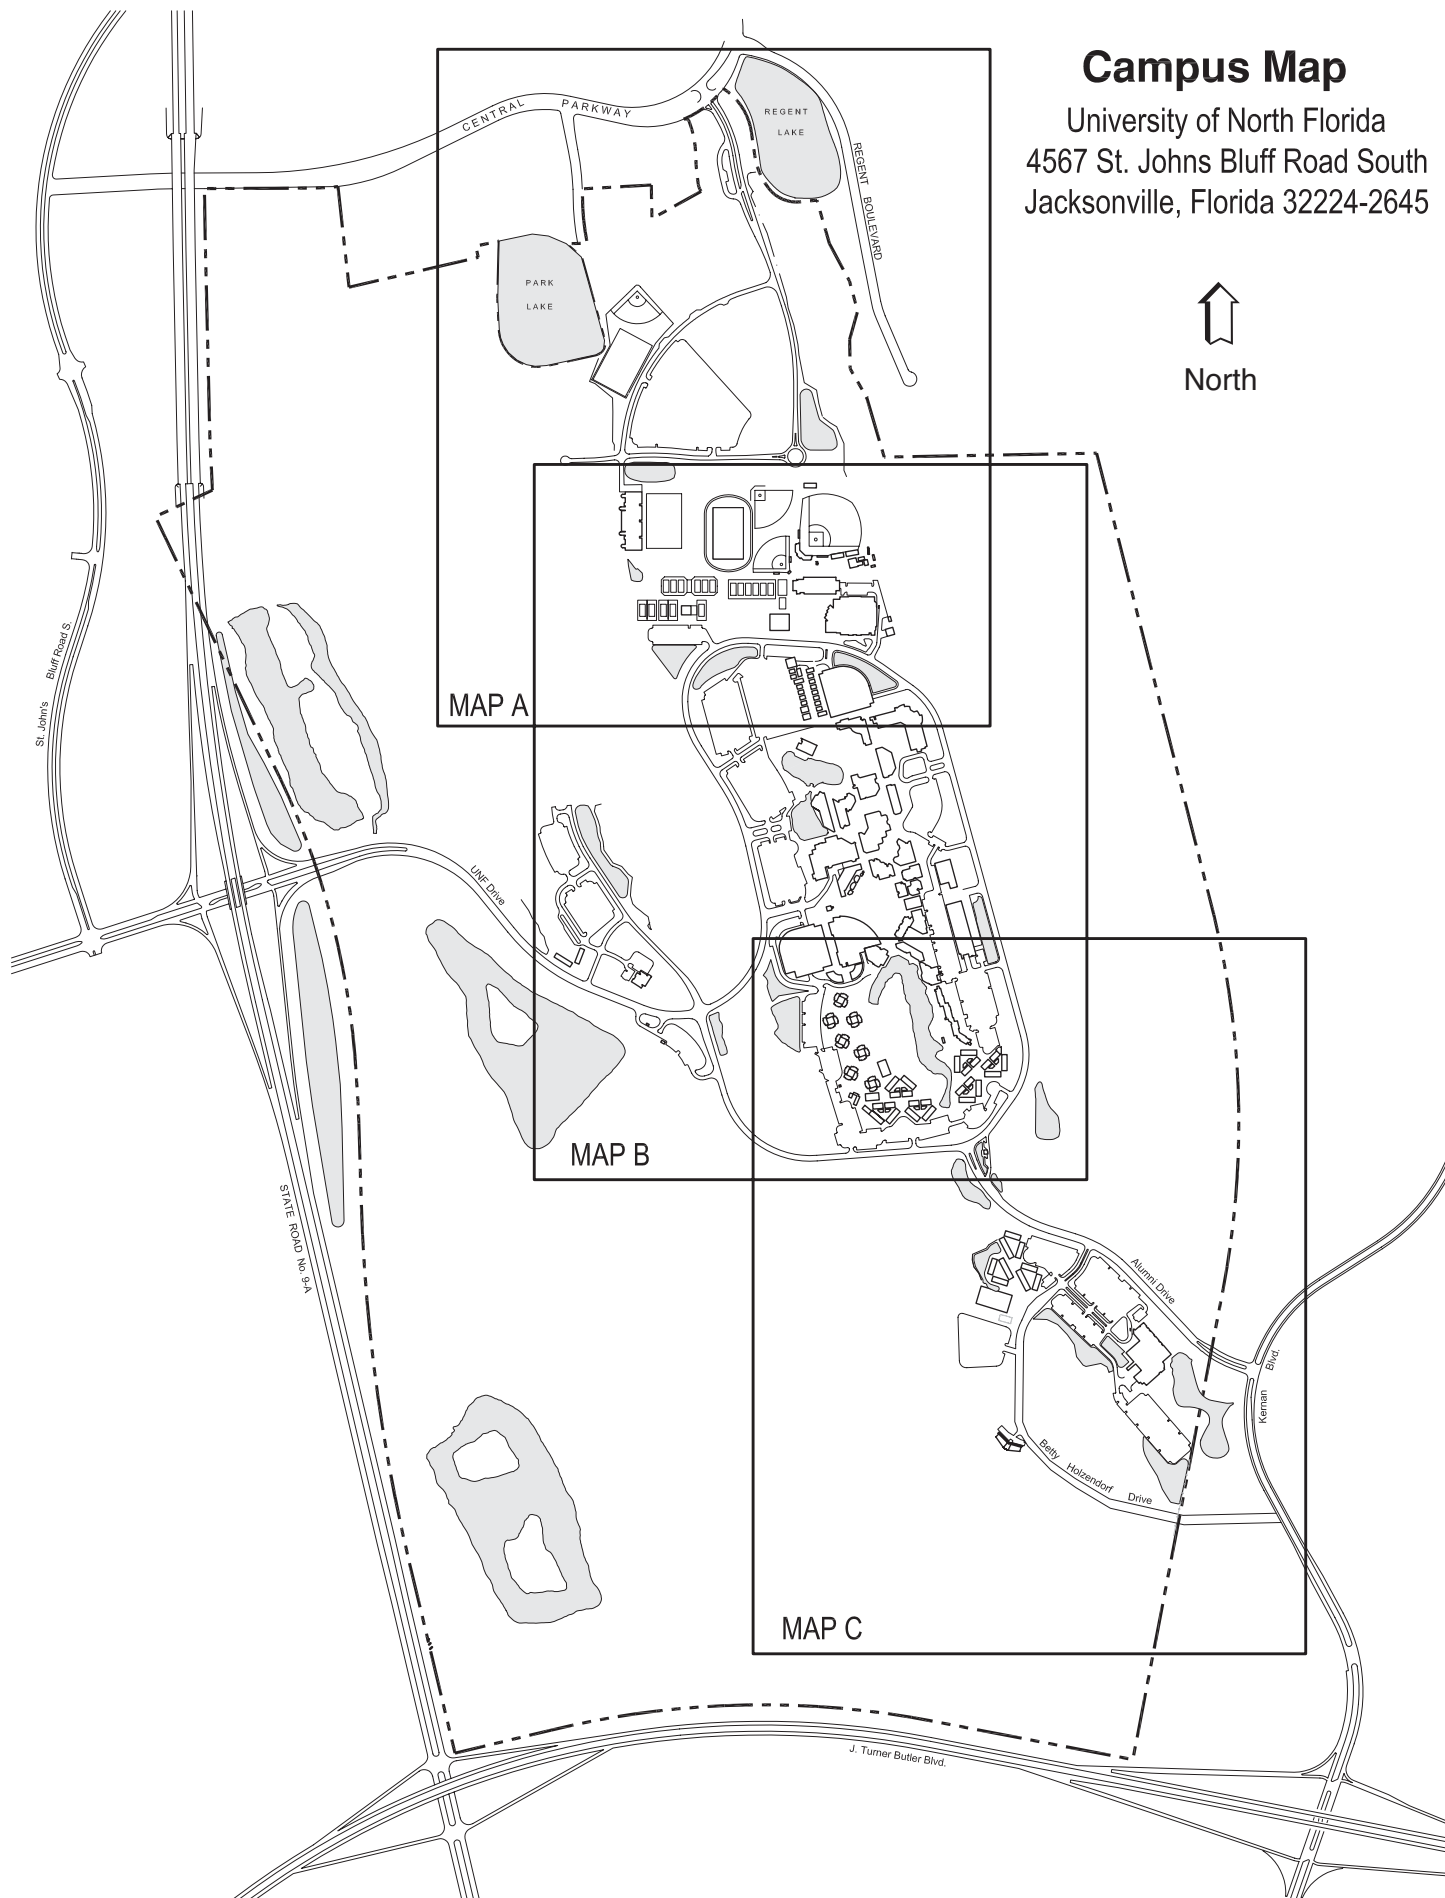 Campus Map
University of North Florida
4567 St. Johns Bluff Road South
Jacksonville, Florida 32224-2645
North
CENTRAL PARKWAY
REGENT
LAKE
REGENT BOULEVARD
PARK
LAKE
St. John's Bluff Road S.
MAP A
UNF Drive
MAP B
STATE ROAD No. 9-A
Alumni Drive
Kernan Blvd.
Betty Holzendorf Drive
MAP C
J. Turner Butler Blvd.